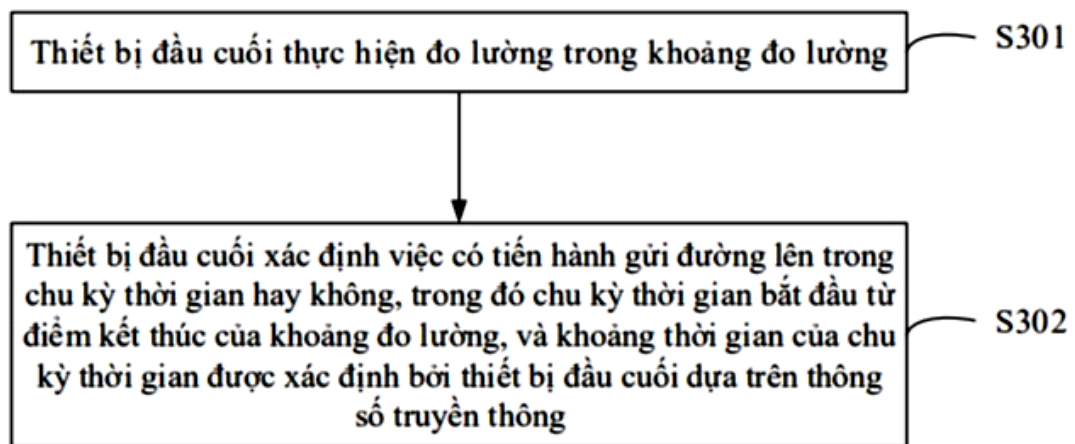 Thiết bị đầu cuối thực hiện đo lường trong khoảng đo lường
S301
Thiết bị đầu cuối xác định việc có tiến hành gửi đường lên trong
chu kỳ thời gian hay không, trong đó chu kỳ thời gian bắt đầu từ
điểm kết thúc của khoảng đo lường, và khoảng thời gian của chu
kỳ thời gian được xác định bởi thiết bị đầu cuối dựa trên thông
số truyền thông
S302